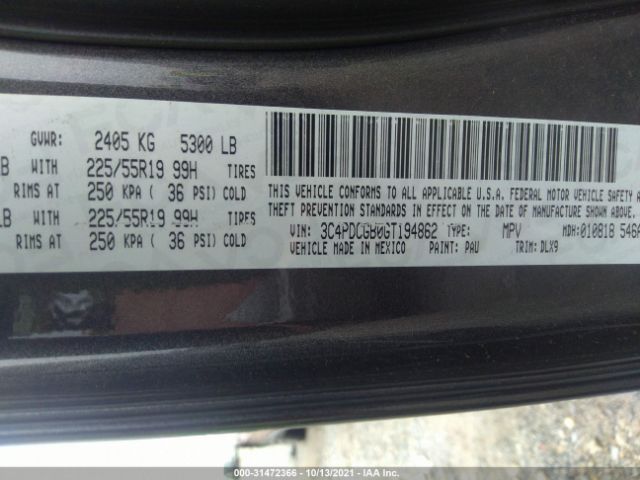 GVWR: 2405 KG 5300 LB
LB WITH 225/55R19 99H TIRES
RIMS AT 250 KPA ( 36 PSI) COLD
LB WITH 225/55R19 99H TIRES
RIMS AT 250 KPA ( 36 PSI) COLD
THIS VEHICLE CONFORMS TO ALL APPLICABLE U.S.A. FEDERAL MOTOR VEHICLE SAFETY
THEFT PREVENTION STANDARDS IN EFFECT ON THE DATE OF MANUFACTURE SHOWN ABOVE.
VIN: 3C4PDCGB0GT194862 TYPE: MPV MDH:010818 546A
VEHICLE MADE IN MEXICO PAINT: PAU TRIM: DLX9
000-31472366 - 10/13/2021 - IAA Inc.